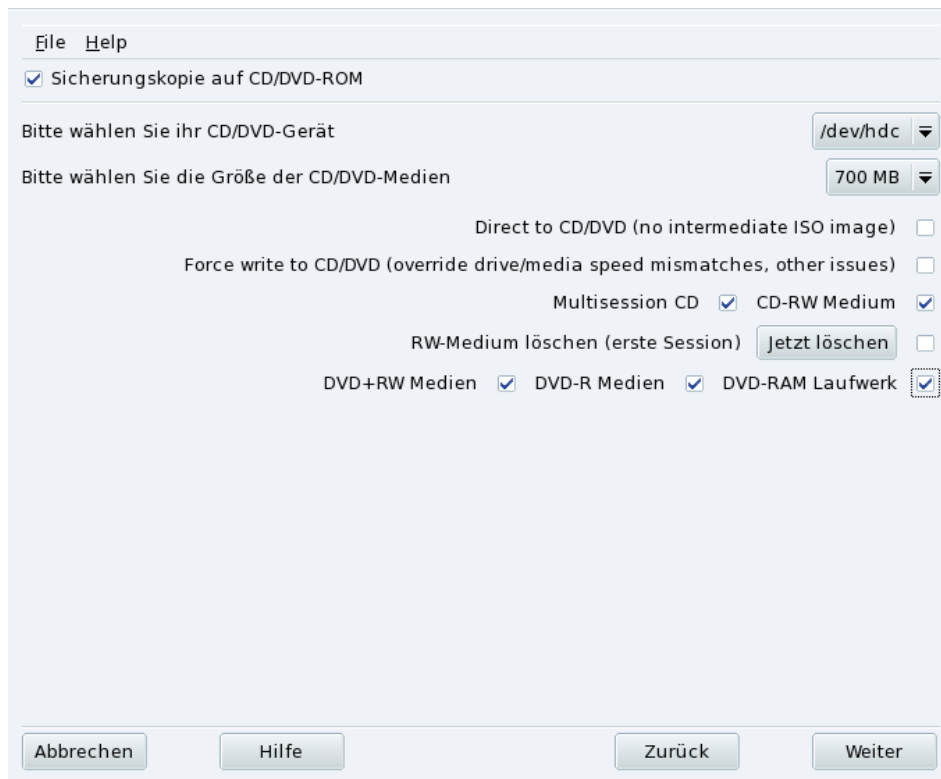 File Help
Sicherungskopie auf CD/DVD-ROM
Bitte wählen Sie ihr CD/DVD-Gerät /dev/hdc
Bitte wählen Sie die Größe der CD/DVD-Medien 700 MB
Direct to CD/DVD (no intermediate ISO image)
Force write to CD/DVD (override drive/media speed mismatches, other issues)
Multisession CD CD-RW Medium
RW-Medium löschen (erste Session) Jetzt löschen
DVD+RW Medien DVD-R Medien DVD-RAM Laufwerk
Abbrechen Hilfe Zurück Weiter